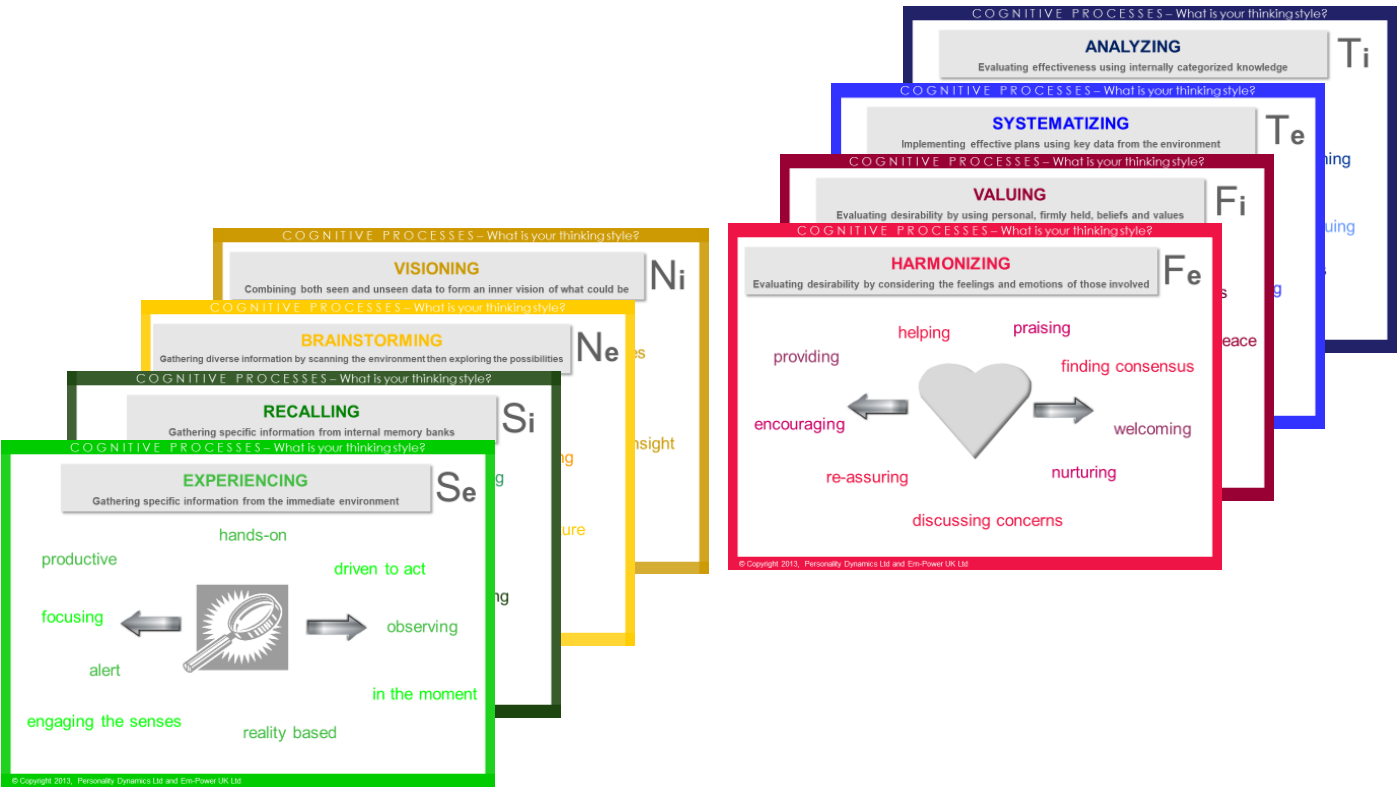 COGNITIVE PROCESSES – What is your thinking style?
ANALYZING
Evaluating effectiveness using internally categorized knowledge
Ti
COGNITIVE PROCESSES – What is your thinking style?
SYSTEMATIZING
Implementing effective plans using key data from the environment
Te
COGNITIVE PROCESSES – What is your thinking style?
VALUING
Evaluating desirability by using personal, firmly held, beliefs and values
Fi
COGNITIVE PROCESSES – What is your thinking style?
HARMONIZING
Evaluating desirability by considering the feelings and emotions of those involved
Fe
helping
praising
providing
finding consensus
encouraging
welcoming
re-assuring
nurturing
discussing concerns
© Copyright 2013, Personality Dynamics Ltd and Em-Power UK Ltd
ning
uing
s
g
s
eace
COGNITIVE PROCESSES – What is your thinking style?
VISIONING
Combining both seen and unseen data to form an inner vision of what could be
Ni
es
nsight
COGNITIVE PROCESSES – What is your thinking style?
BRAINSTORMING
Gathering diverse information by scanning the environment then exploring the possibilities
Ne
ng
ure
COGNITIVE PROCESSES – What is your thinking style?
RECALLING
Gathering specific information from internal memory banks
Si
g
ng
COGNITIVE PROCESSES – What is your thinking style?
EXPERIENCING
Gathering specific information from the immediate environment
Se
hands-on
productive
driven to act
focusing
observing
alert
in the moment
engaging the senses
reality based
© Copyright 2013, Personality Dynamics Ltd and Em-Power UK Ltd